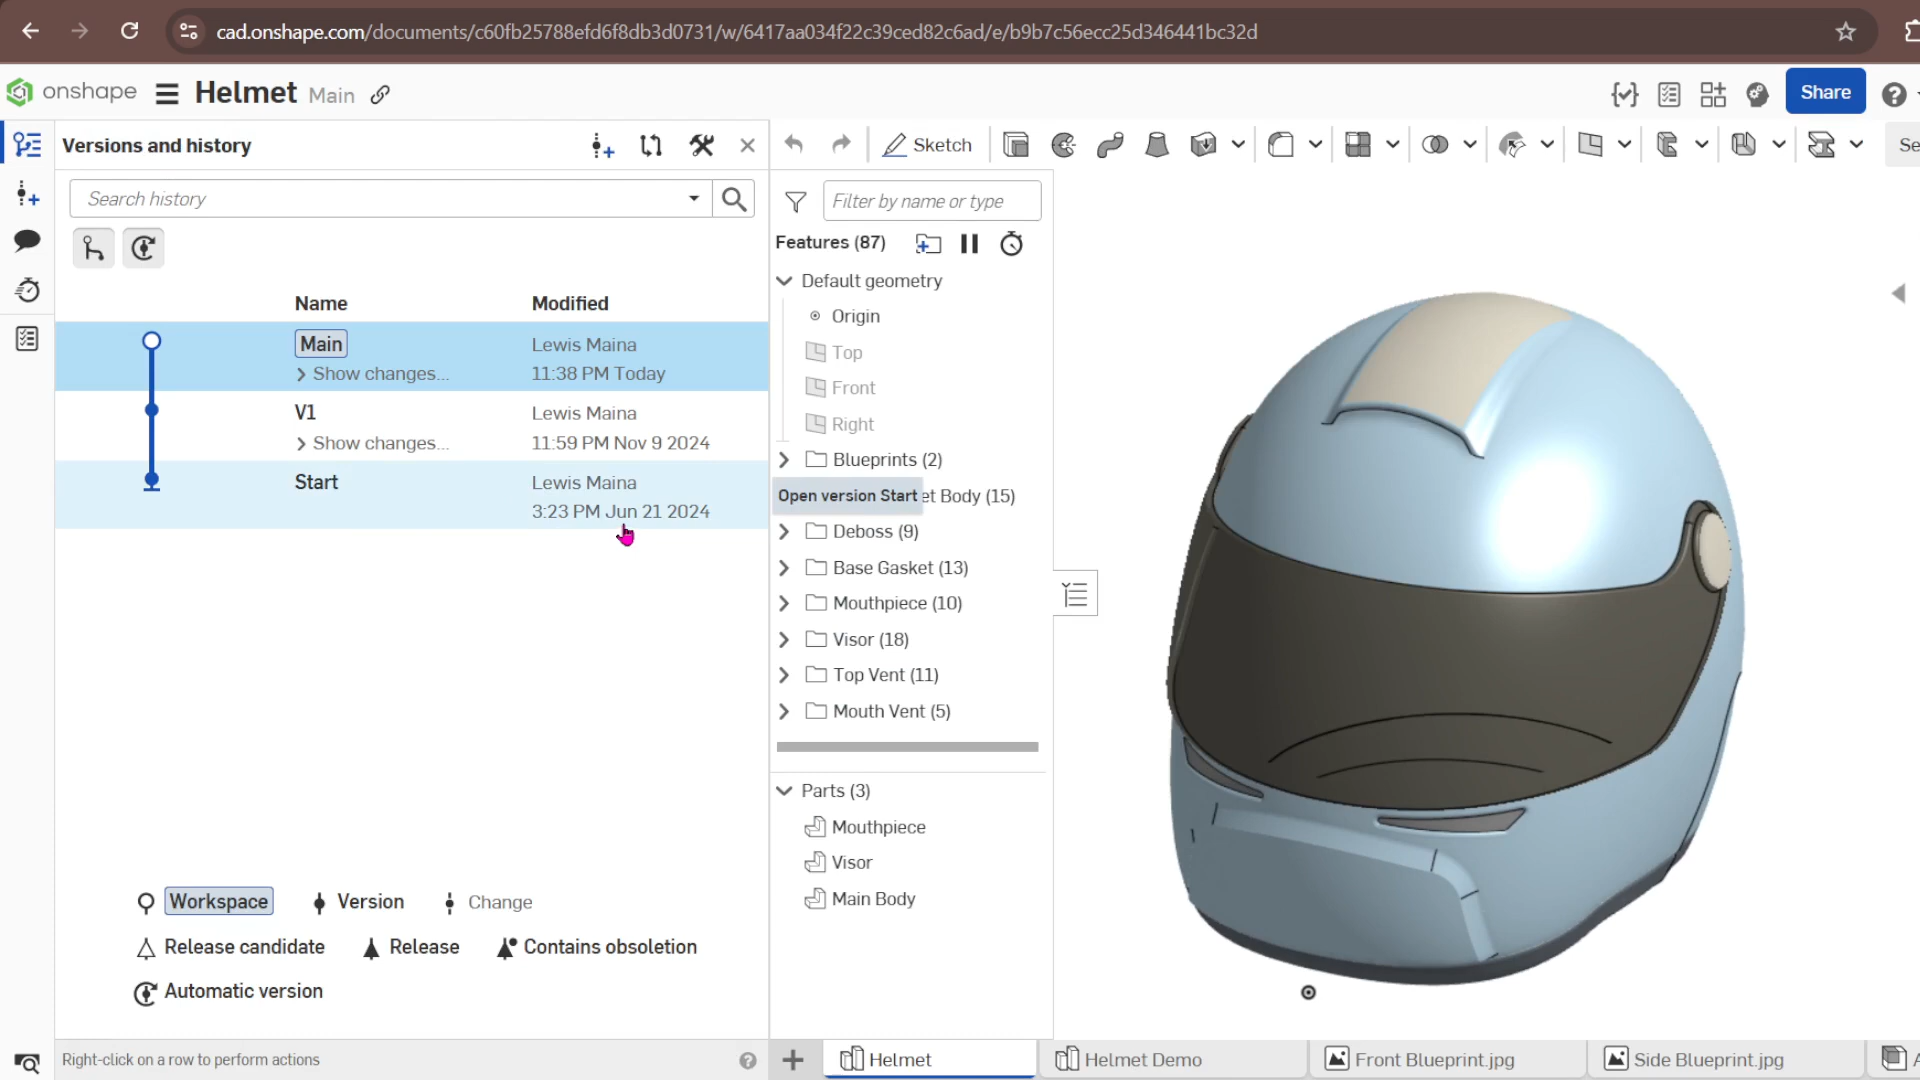 cad.onshape.com/documents/c60fb25788efd6f8db3d0731/w/6417aa034f22c39ced82c6ad/e/b9b7c56ecc25d346441bc32d
onshape Helmet Main Share
Versions and history
Sketch
Search history
Filter by name or type
Features (87)
Default geometry
Origin
Top
Front
Right
Blueprints (2)
Open version Start et Body (15)
Deboss (9)
Base Gasket (13)
Mouthpiece (10)
Visor (18)
Top Vent (11)
Mouth Vent (5)
Parts (3)
Mouthpiece
Visor
Main Body
Name Modified
Main Lewis Maina
Show changes... 11:38 PM Today
V1 Lewis Maina
Show changes... 11:59 PM Nov 9 2024
Start Lewis Maina
3:23 PM Jun 21 2024
Workspace Version Change
Release candidate Release Contains obsoletion
Automatic version
Right-click on a row to perform actions
Helmet Helmet Demo Front Blueprint.jpg Side Blueprint.jpg